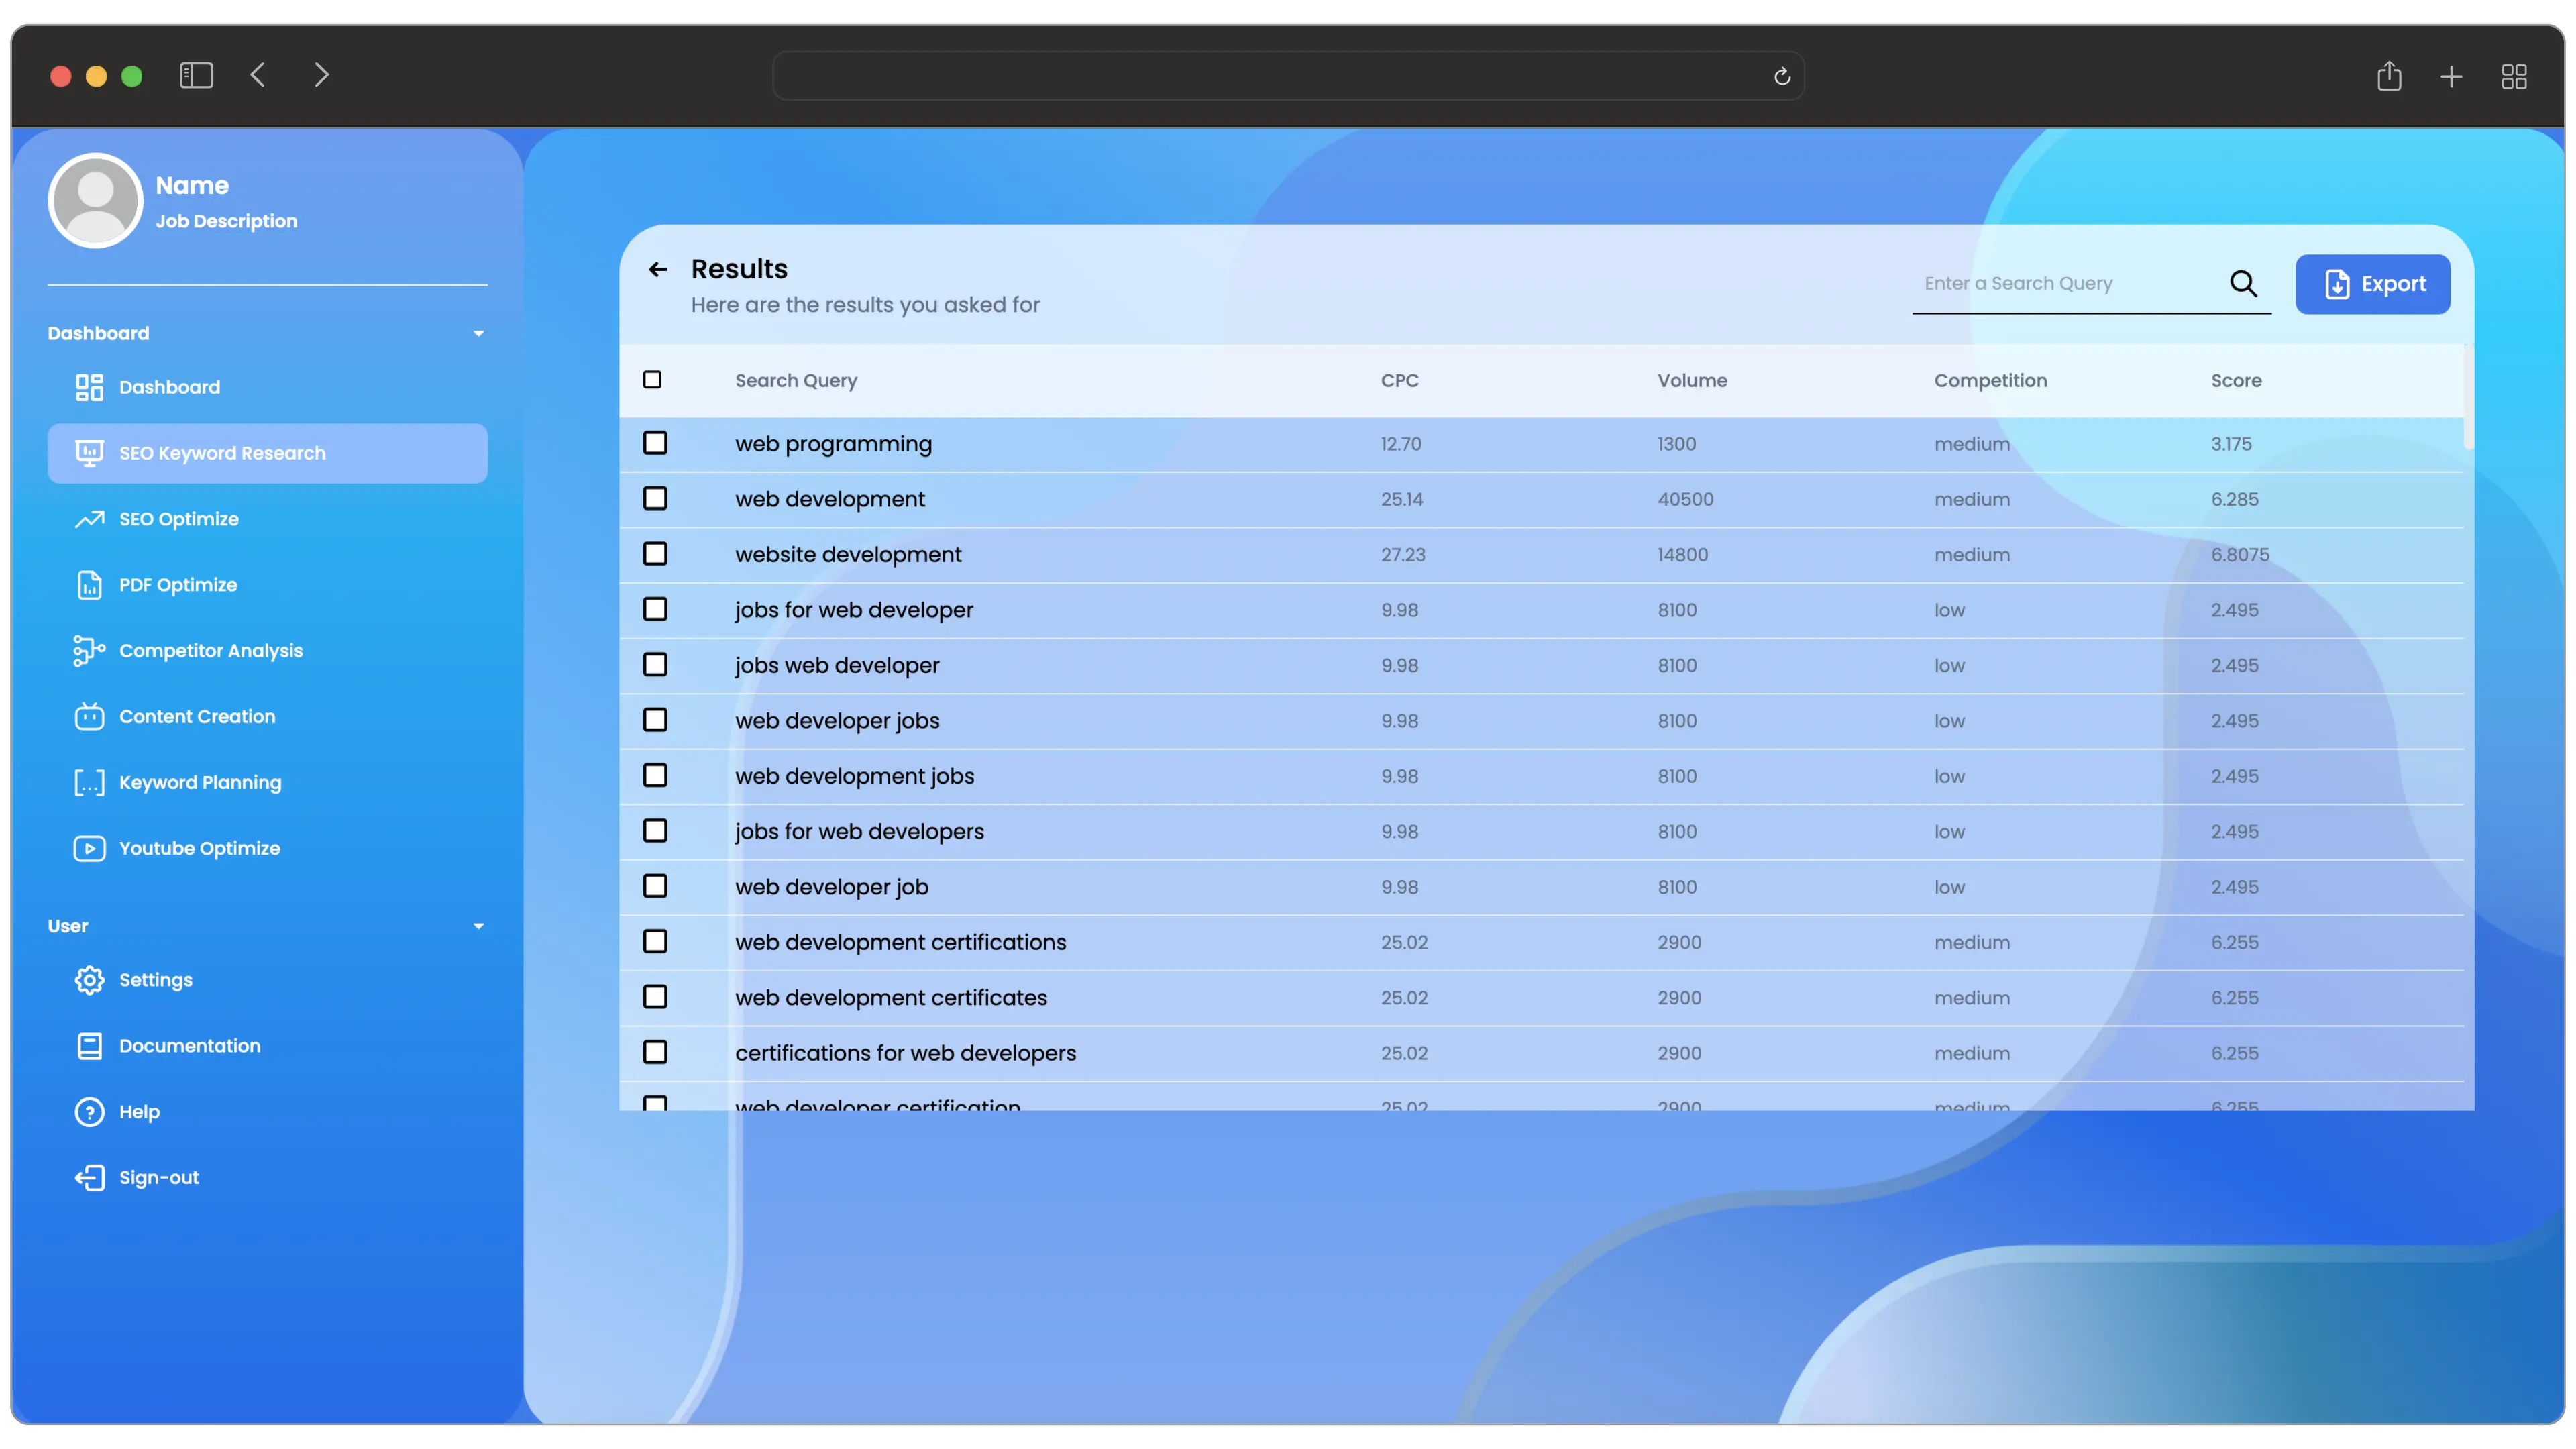 Name
Job Description
Dashboard
Dashboard
SEO Keyword Research
SEO Optimize
PDF Optimize
Competitor Analysis
Content Creation
Keyword Planning
Youtube Optimize
User
Settings
Documentation
Help
Sign-out
Results
Here are the results you asked for
Enter a Search Query
Export
Search Query CPC Volume Competition Score
web programming 12.70 1300 medium 3.175
web development 25.14 40500 medium 6.285
website development 27.23 14800 medium 6.8075
jobs for web developer 9.98 8100 low 2.495
jobs web developer 9.98 8100 low 2.495
web developer jobs 9.98 8100 low 2.495
web development jobs 9.98 8100 low 2.495
jobs for web developers 9.98 8100 low 2.495
web developer job 9.98 8100 low 2.495
web development certifications 25.02 2900 medium 6.255
web development certificates 25.02 2900 medium 6.255
certifications for web developers 25.02 2900 medium 6.255
web developer certification 25.02 2900 medium 6.255